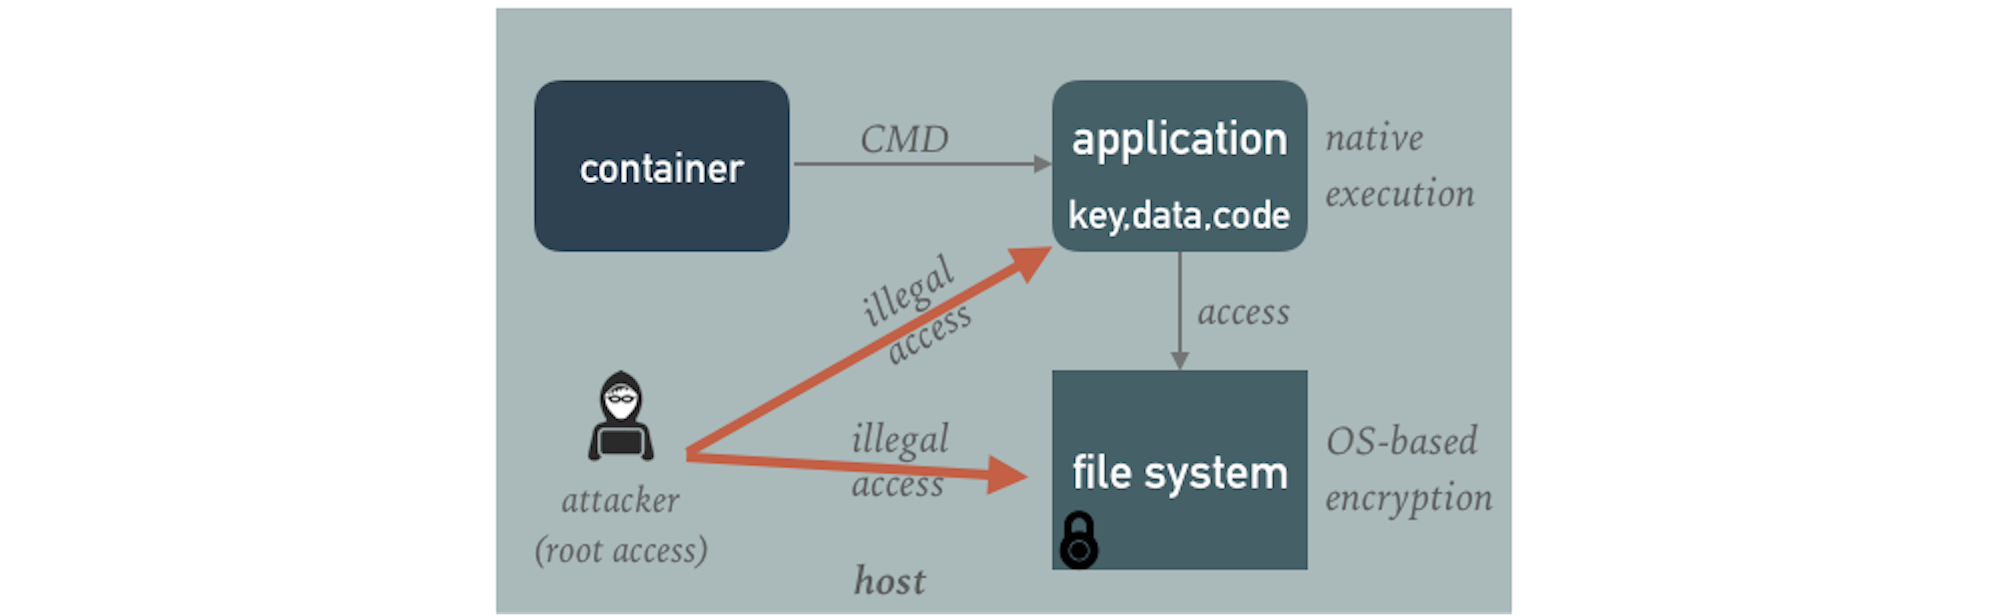 container
CMD
application
key,data,code
native
execution
illegal
access
access
attacker
(root access)
illegal
access
file system
OS-based
encryption
host